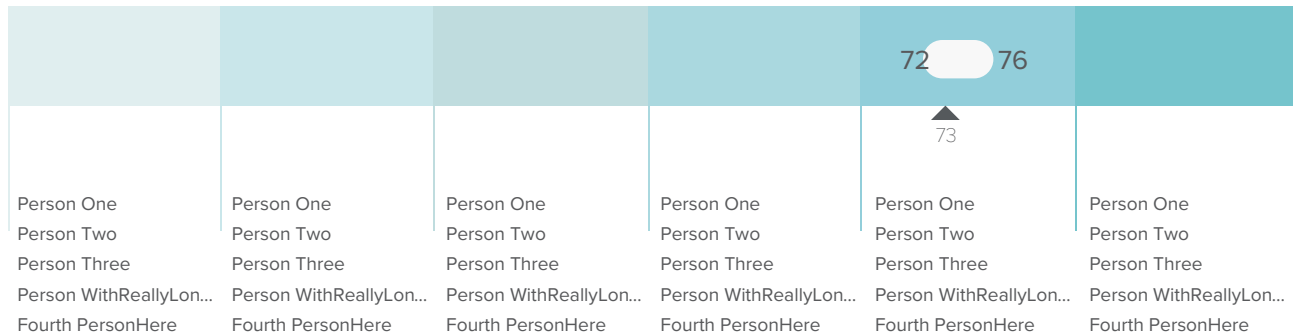 72 76
73
Person One Person One Person One Person One Person One Person One
Person Two Person Two Person Two Person Two Person Two Person Two
Person Three Person Three Person Three Person Three Person Three Person Three
Person WithReallyLon... Person WithReallyLon... Person WithReallyLon... Person WithReallyLon... Person WithReallyLon... Person WithReallyLon...
Fourth PersonHere Fourth PersonHere Fourth PersonHere Fourth PersonHere Fourth PersonHere Fourth PersonHere